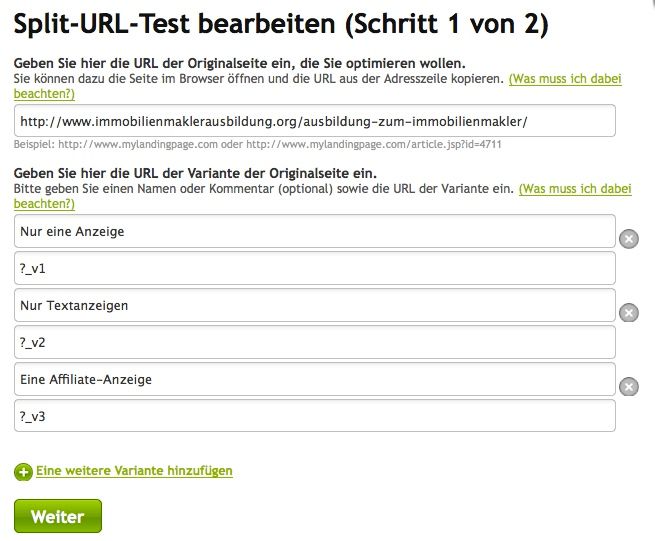 Split-URL-Test bearbeiten (Schritt 1 von 2)
Geben Sie hier die URL der Originalseite ein, die Sie optimieren wollen.
Sie können dazu die Seite im Browser öffnen und die URL aus der Adresszeile kopieren. (Was muss ich dabei
beachten?)
http://www.immobilienmaklerausbildung.org/ausbildung-zum-immobilienmakler/
Beispiel: http://www.mylandingpage.com oder http://www.mylandingpage.com/article.jsp?id=4711
Geben Sie hier die URL der Variante der Originalseite ein.
Bitte geben Sie einen Namen oder Kommentar (optional) sowie die URL der Variante ein. (Was muss ich dabei
beachten?)
Nur eine Anzeige
?_v1
Nur Textanzeigen
?_v2
Eine Affiliate-Anzeige
?_v3
Eine weitere Variante hinzufügen
Weiter